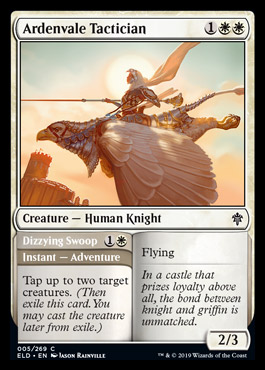 Ardenvale Tactician 1
Creature — Human Knight
Dizzying Swoop 1
Instant — Adventure
Tap up to two target
creatures. (Then
exile this card. You
may cast the
creature later
from exile.)
Flying
In a castle that
prizes loyalty above
all, the bond between
knight and griffin is
unmatched.
2/3
005/269 C
ELD • EN Jason Rainville
™ & © 2019 Wizards of the Coast